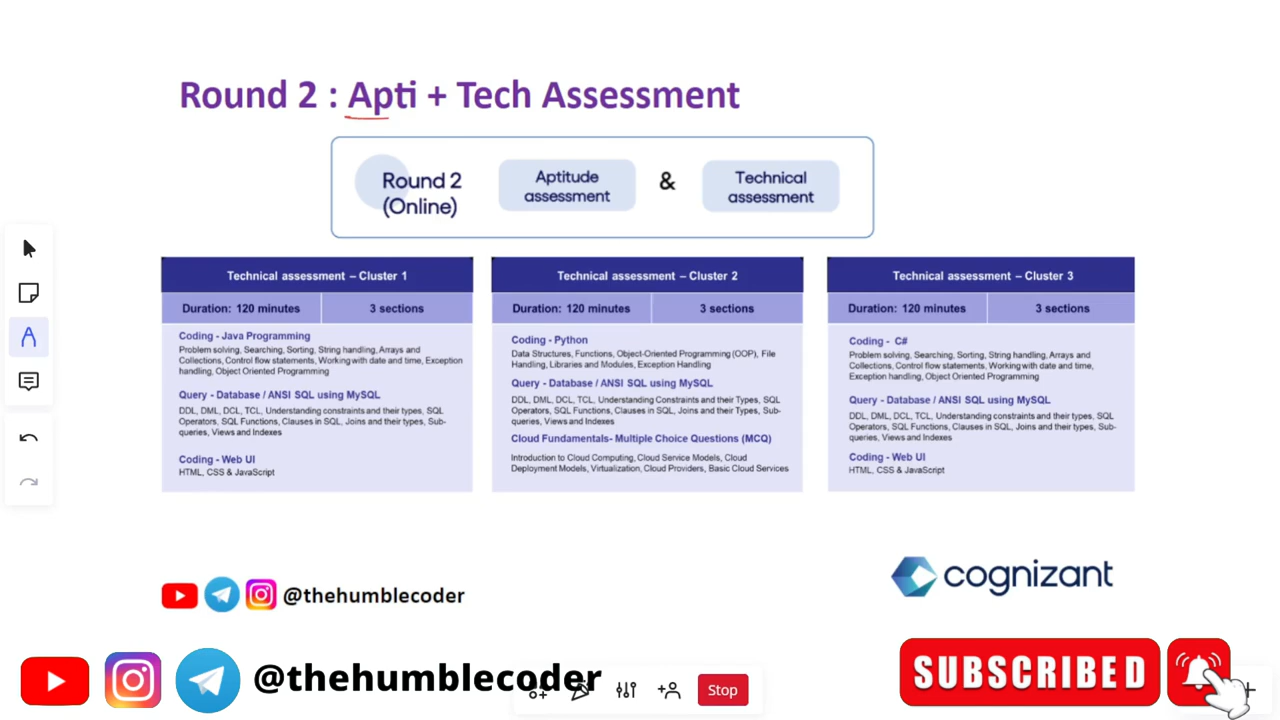 Round 2 : Apti + Tech Assessment
Round 2
(Online)
Aptitude
assessment
&
Technical
assessment
Technical assessment – Cluster 1
Duration: 120 minutes
3 sections
Coding - Java Programming
Problem solving, Searching, Sorting, String handling, Arrays and
Collections, Control flow statements, Working with date and time, Exception
handling, Object Oriented Programming
Query - Database / ANSI SQL using MySQL
DDL, DML, DCL, TCL, Understanding constraints and their types, SQL
Operators, SQL Functions, Clauses in SQL, Joins and their types, Sub-
queries, Views and Indexes
Coding - Web UI
HTML, CSS & JavaScript
Technical assessment – Cluster 2
Duration: 120 minutes
3 sections
Coding - Python
Data Structures, Functions, Object-Oriented Programming (OOP), File
Handling, Libraries and Modules, Exception Handling
Query - Database / ANSI SQL using MySQL
DDL, DML, DCL, TCL, Understanding Constraints and their Types, SQL
Operators, SQL Functions, Clauses in SQL, Joins and their Types, Sub-
queries, Views and Indexes
Cloud Fundamentals- Multiple Choice Questions (MCQ)
Introduction to Cloud Computing, Cloud Service Models, Cloud
Deployment Models, Virtualization, Cloud Providers, Basic Cloud Services
Technical assessment – Cluster 3
Duration: 120 minutes
3 sections
Coding - C#
Problem solving, Searching, Sorting, String handling, Arrays and
Collections, Control flow statements, Working with date and time,
Exception handling, Object Oriented Programming
Query - Database / ANSI SQL using MySQL
DDL, DML, DCL, TCL, Understanding constraints and their types, SQL
Operators, SQL Functions, Clauses in SQL, Joins and their types, Sub-
queries, Views and Indexes
Coding - Web UI
HTML, CSS & JavaScript
@thehumblecoder
cognizant
@thehumblecoder
Stop
SUBSCRIBED